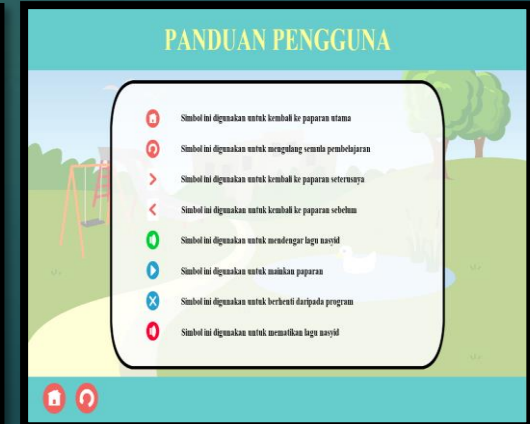 PANDUAN PENGGUNA
Simbol ini digunakan untuk kembali ke paparan utama
Simbol ini digunakan untuk mengulang semula pembelajaran
Simbol ini digunakan untuk kembali ke paparan seterusnya
Simbol ini digunakan untuk kembali ke paparan sebelum
Simbol ini digunakan untuk mendengar lagu nasyid
Simbol ini digunakan untuk mainkan paparan
Simbol ini digunakan untuk berhenti daripada program
Simbol ini digunakan untuk mematikan lagu nasyid